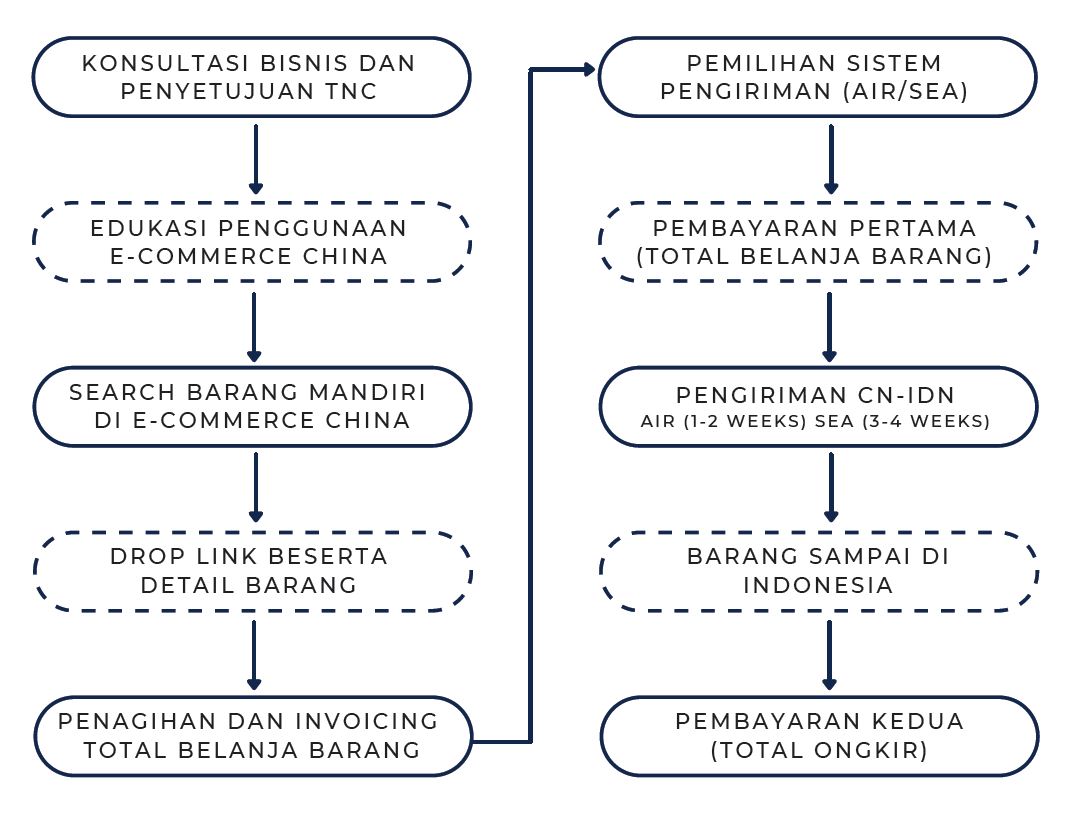 KONSULTASI BISNIS DAN
PENYETUJUAN TNC
EDUKASI PENGGUNAAN
E-COMMERCE CHINA
SEARCH BARANG MANDIRI
DI E-COMMERCE CHINA
DROP LINK BESERTA
DETAIL BARANG
PENAGIHAN DAN INVOICING
TOTAL BELANJA BARANG
PEMILIHAN SISTEM
PENGIRIMAN (AIR/SEA)
PEMBAYARAN PERTAMA
(TOTAL BELANJA BARANG)
PENGIRIMAN CN-IDN
AIR (1-2 WEEKS) SEA (3-4 WEEKS)
BARANG SAMPAI DI
INDONESIA
PEMBAYARAN KEDUA
(TOTAL ONGKIR)